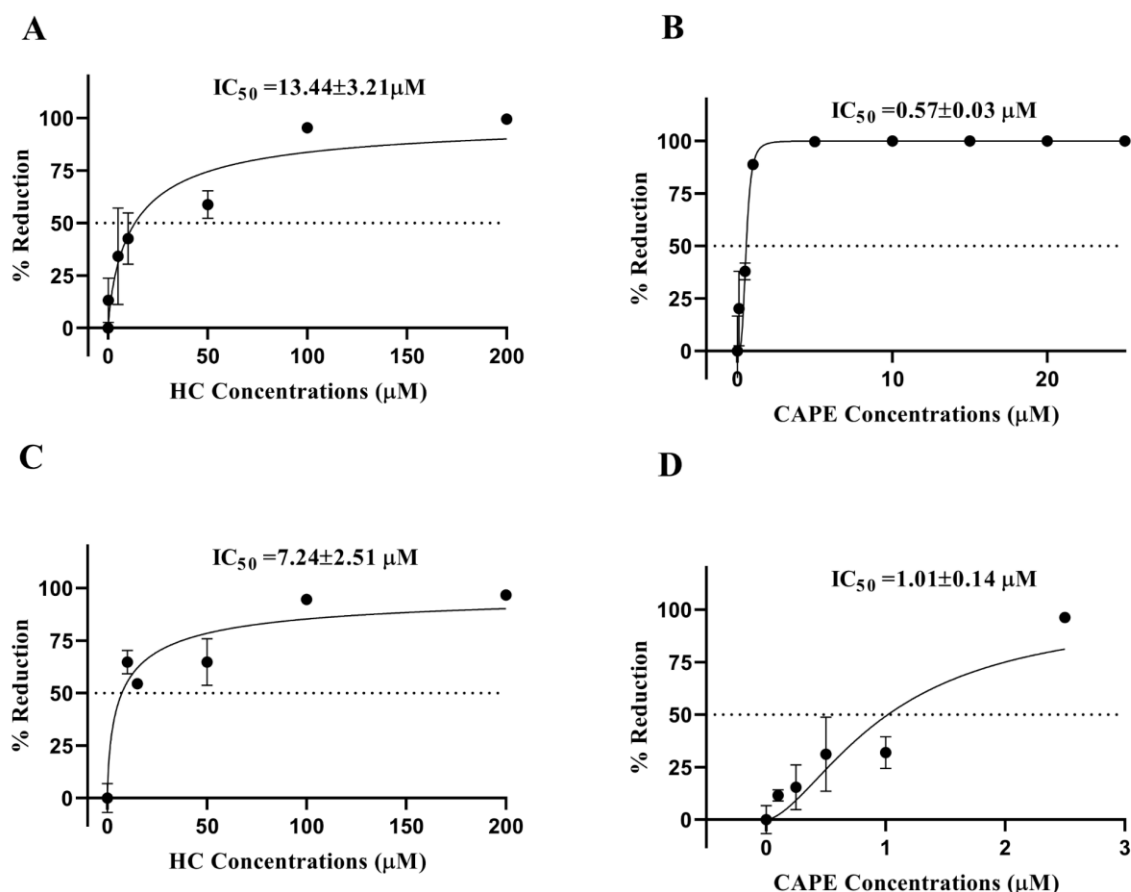 A
IC50 =13.44±3.21μM
% Reduction
100
75
50
25
0
0 50 100 150 200
HC Concentrations (μM)
B
IC50 =0.57±0.03 μM
% Reduction
100
75
50
25
0
0 10 20
CAPE Concentrations (μM)
C
IC50 =7.24±2.51 μM
% Reduction
100
75
50
25
0
0 50 100 150 200
HC Concentrations (μM)
D
IC50 =1.01±0.14 μM
% Reduction
100
75
50
25
0
0 1 2 3
CAPE Concentrations (μM)